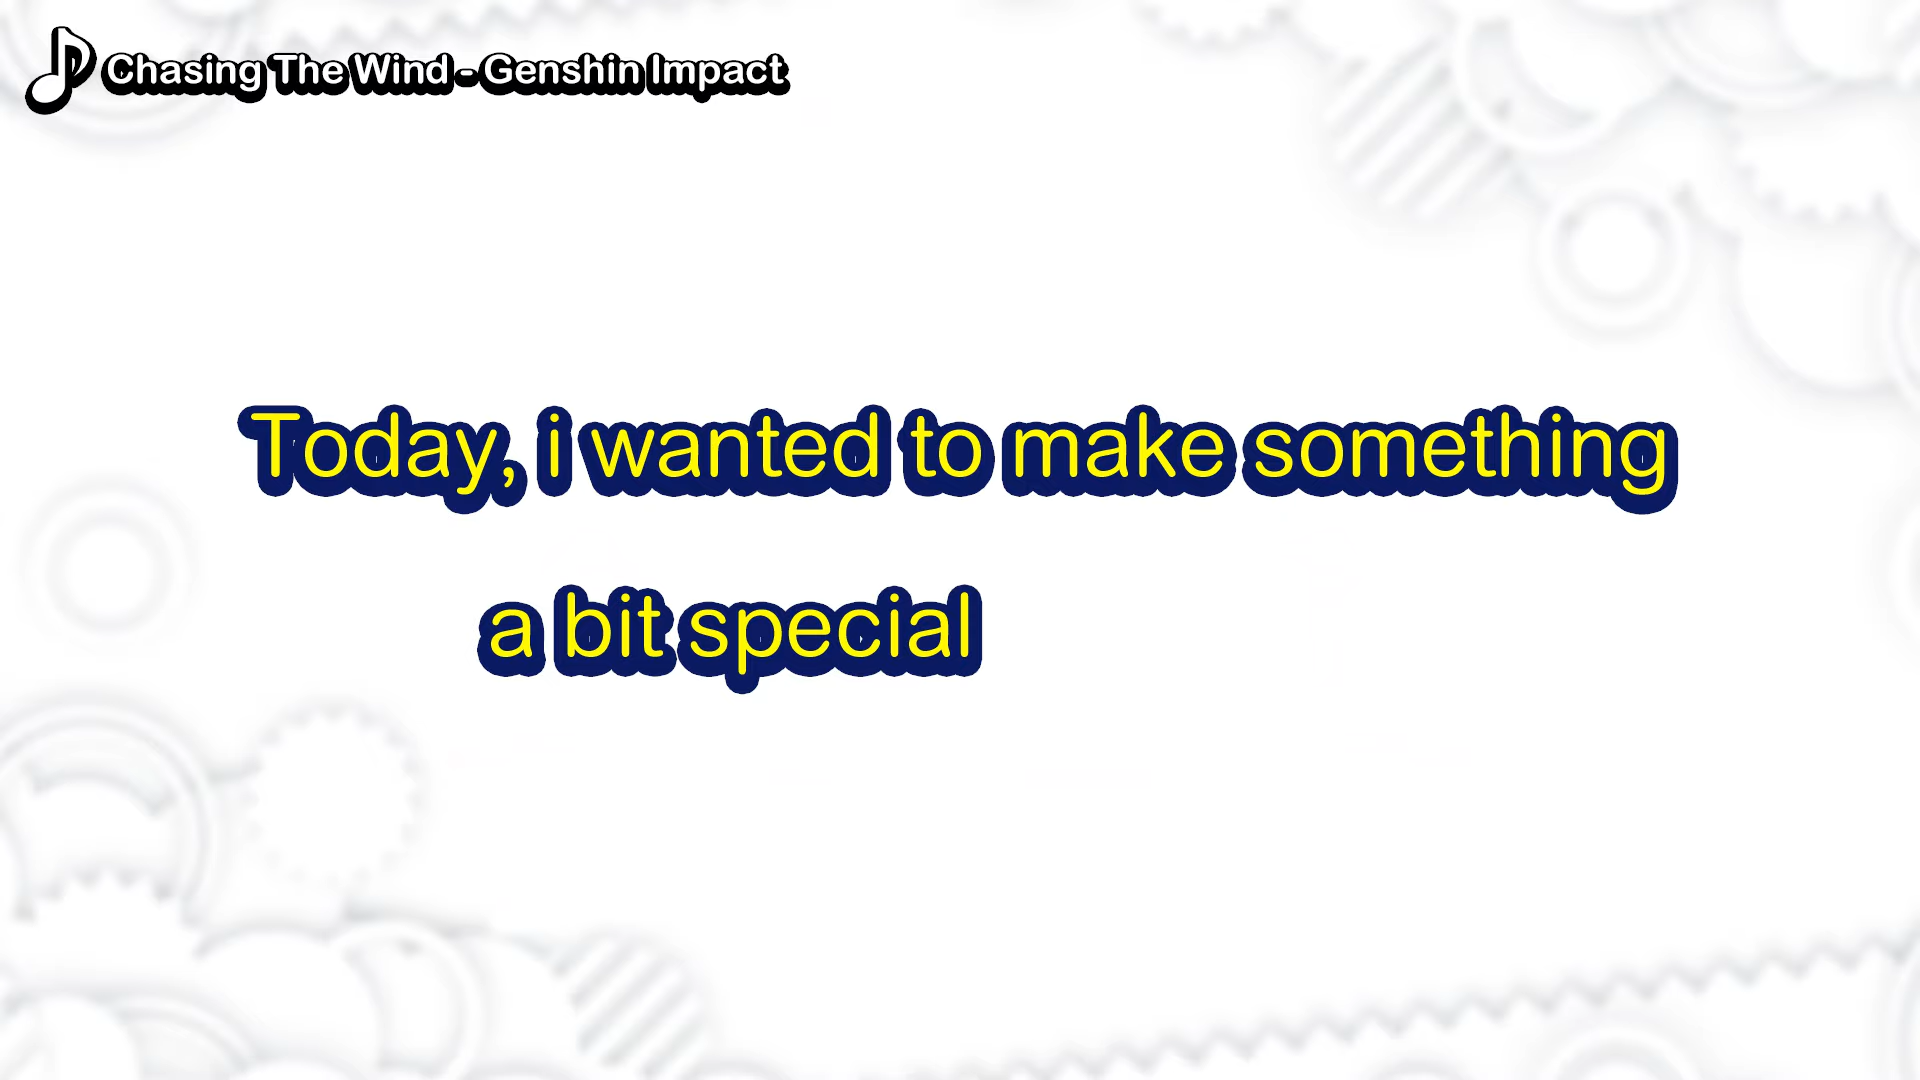 Chasing The Wind - Genshin Impact
Today, i wanted to make something
a bit special